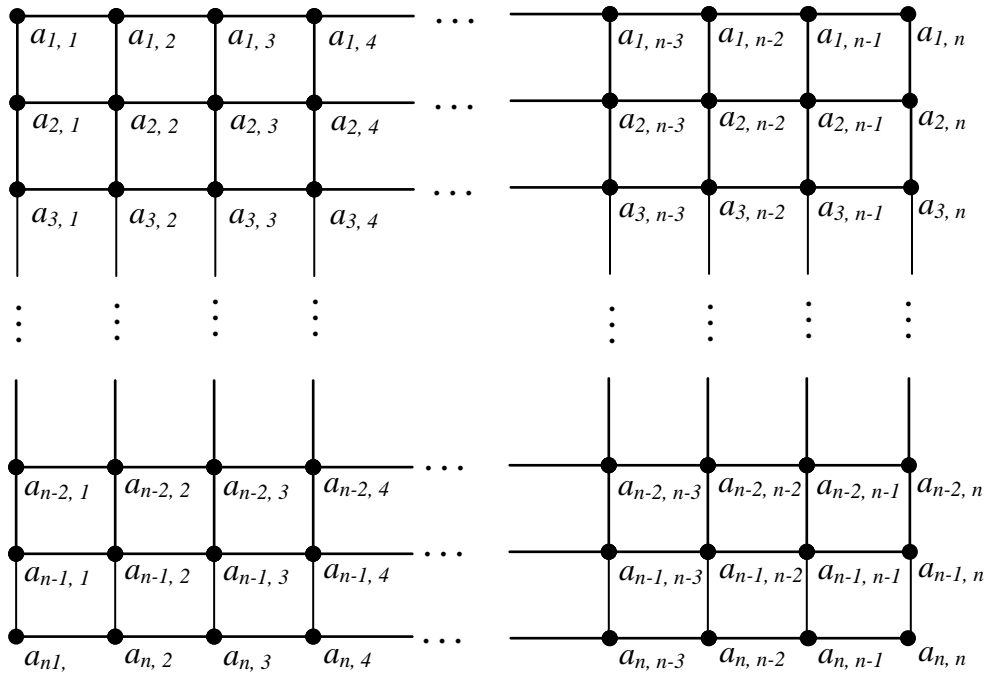 a1, 1 a1, 2 a1, 3 a1, 4 ... a1, n-3 a1, n-2 a1, n-1 a1, n
a2, 1 a2, 2 a2, 3 a2, 4 ... a2, n-3 a2, n-2 a2, n-1 a2, n
a3, 1 a3, 2 a3, 3 a3, 4 ... a3, n-3 a3, n-2 a3, n-1 a3, n
⋮ ⋮ ⋮ ⋮ ⋮ ⋮ ⋮ ⋮
an-2, 1 an-2, 2 an-2, 3 an-2, 4 ... an-2, n-3 an-2, n-2 an-2, n-1 an-2, n
an-1, 1 an-1, 2 an-1, 3 an-1, 4 ... an-1, n-3 an-1, n-2 an-1, n-1 an-1, n
an1, an, 2 an, 3 an, 4 ... an, n-3 an, n-2 an, n-1 an, n